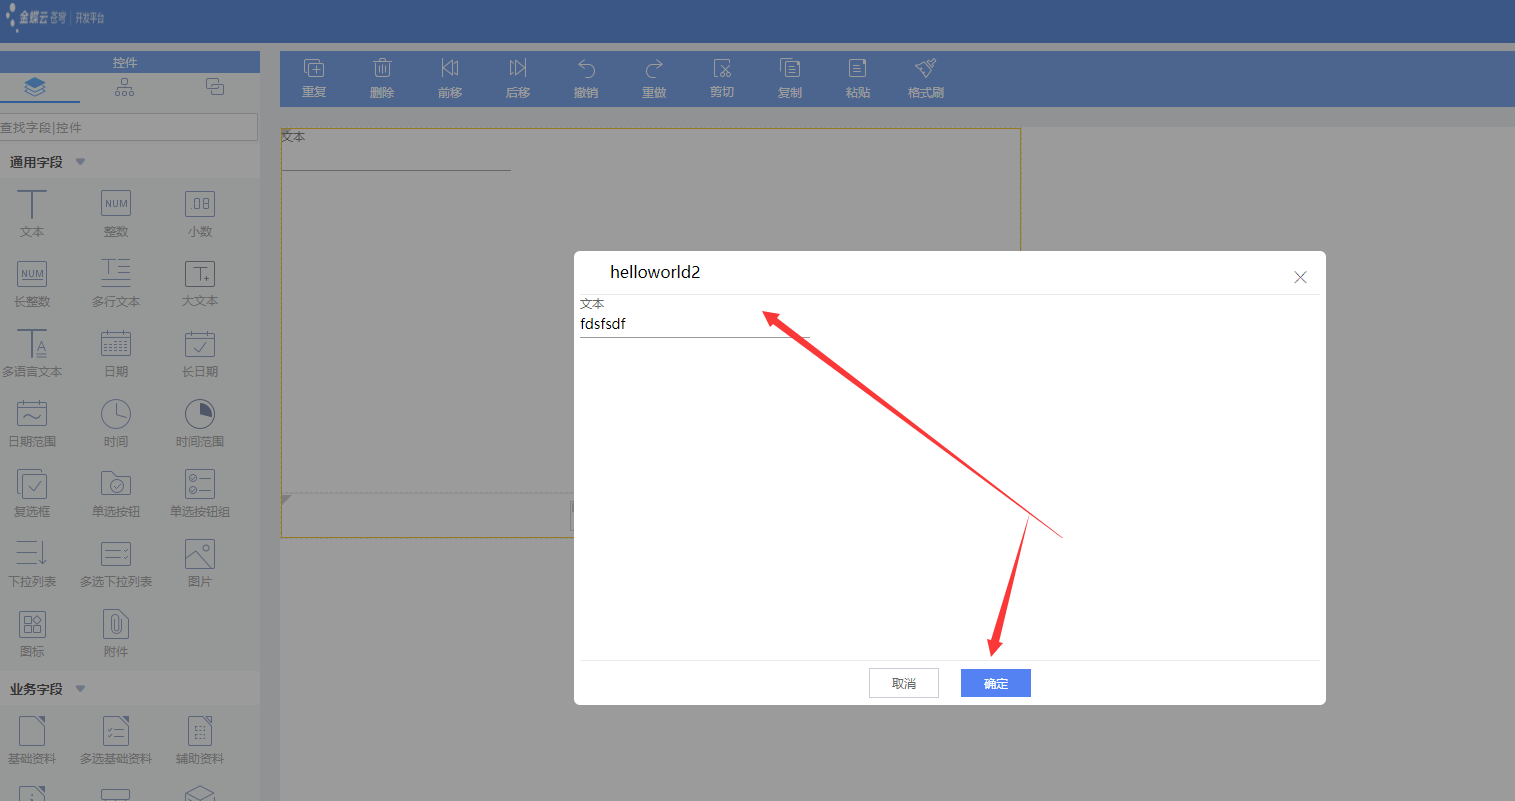 金蝶云 苍穹 | 开发平台
控件
重复 删除 前移 后移 撤销 重做 剪切 复制 粘贴 格式刷
查找字段|控件
通用字段
NUM .08
文本 整数 小数
NUM T T
长整数 多行文本 大文本
A
多语言文本 日期 长日期
日期范围 时间 时间范围
复选框 单选按钮 单选按钮组
下拉列表 多选下拉列表 图片
图标 附件
业务字段
基础资料 多选基础资料 辅助资料
文本
helloworld2
文本
fdsfsdf
取消 确定